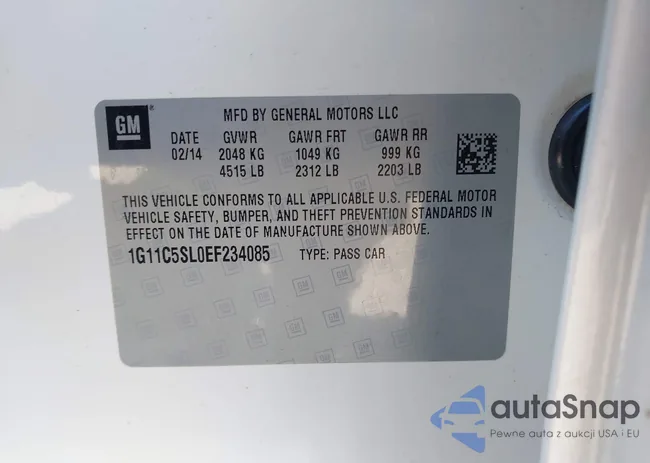 GM
MFD BY GENERAL MOTORS LLC
DATE GVWR GAWR FRT GAWR RR
02/14 2048 KG 1049 KG 999 KG
4515 LB 2312 LB 2203 LB
THIS VEHICLE CONFORMS TO ALL APPLICABLE U.S. FEDERAL MOTOR
VEHICLE SAFETY, BUMPER, AND THEFT PREVENTION STANDARDS IN
EFFECT ON THE DATE OF MANUFACTURE SHOWN ABOVE.
1G11C5SL0EF234085 TYPE: PASS CAR
autoSnap
Pewne auta z aukcji USA i EU